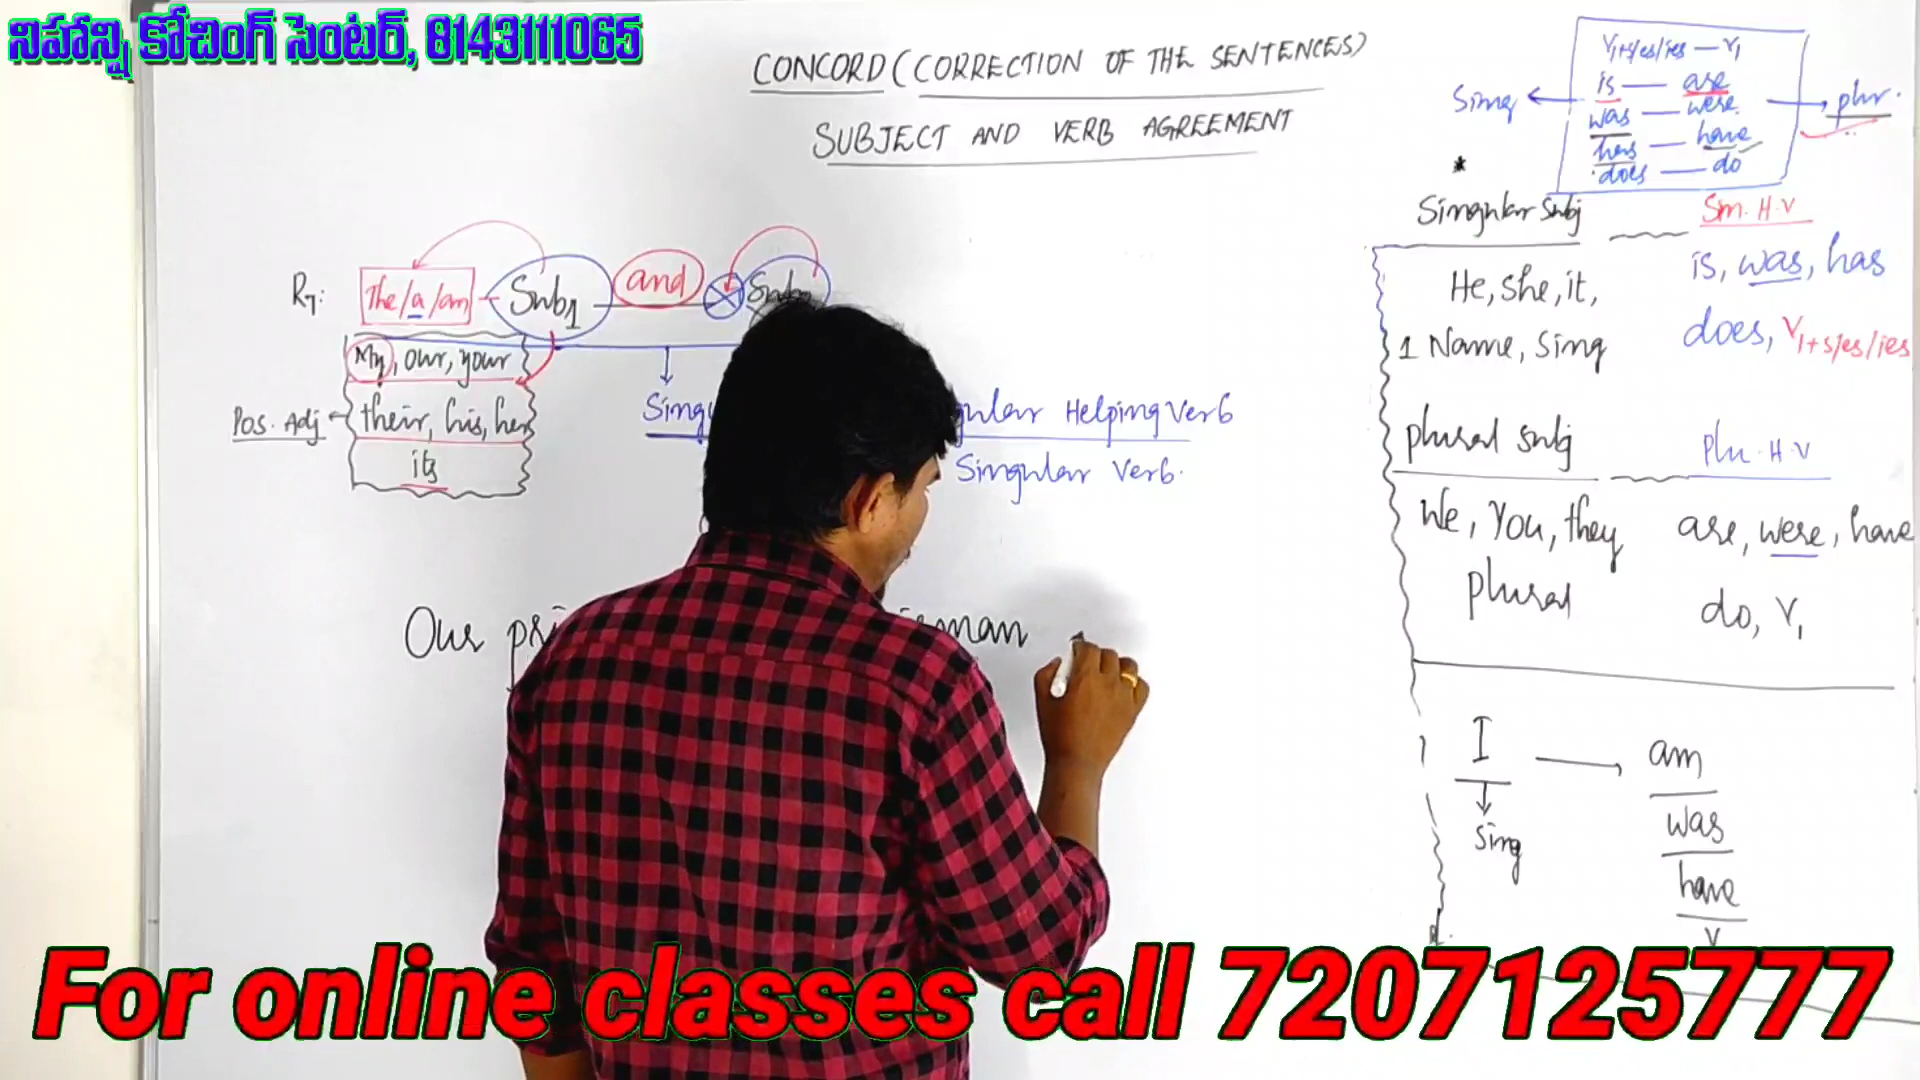 నిహాన్ని కోచింగ్ సెంటర్, 8143111065
CONCORD (CORRECTION OF THE SENTENCES)
SUBJECT AND VERB AGREEMENT
R7: The/a/an Sub1 and
My, our, your
Pos. Adj their, his, her
its
Helping Verb
Singular Verb.
Our
V1+s/es/ies — V1
Sing is — are plur.
was — were
has — have
does — do
*
Singular Subj Sin. H.V
He, she, it, is, was, has
1 Name, Sing does, V1+s/es/ies
plural subj Plu. H.V
We, You, they are, were, have
plural do, V1
I am
Sing was
have
V
For online classes call 7207125777